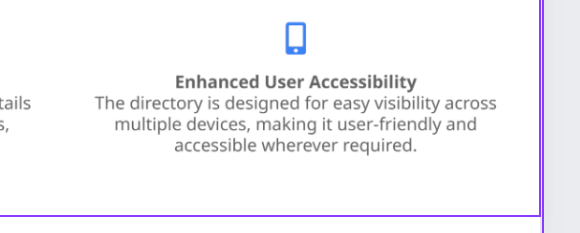 Enhanced User Accessibility
tails
The directory is designed for easy visibility across
s,
multiple devices, making it user-friendly and
accessible wherever required.